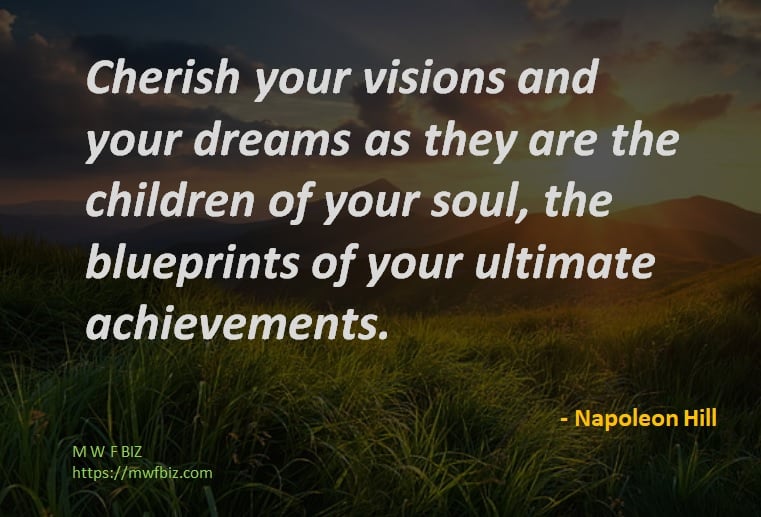 Cherish your visions and
your dreams as they are the
children of your soul, the
blueprints of your ultimate
achievements.
- Napoleon Hill
M W F BIZ
https://mwfbiz.com